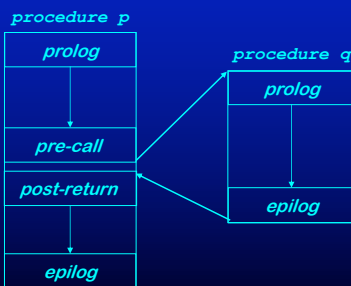 procedure p
prolog
pre-call
post-return
epilog
procedure q
prolog
epilog